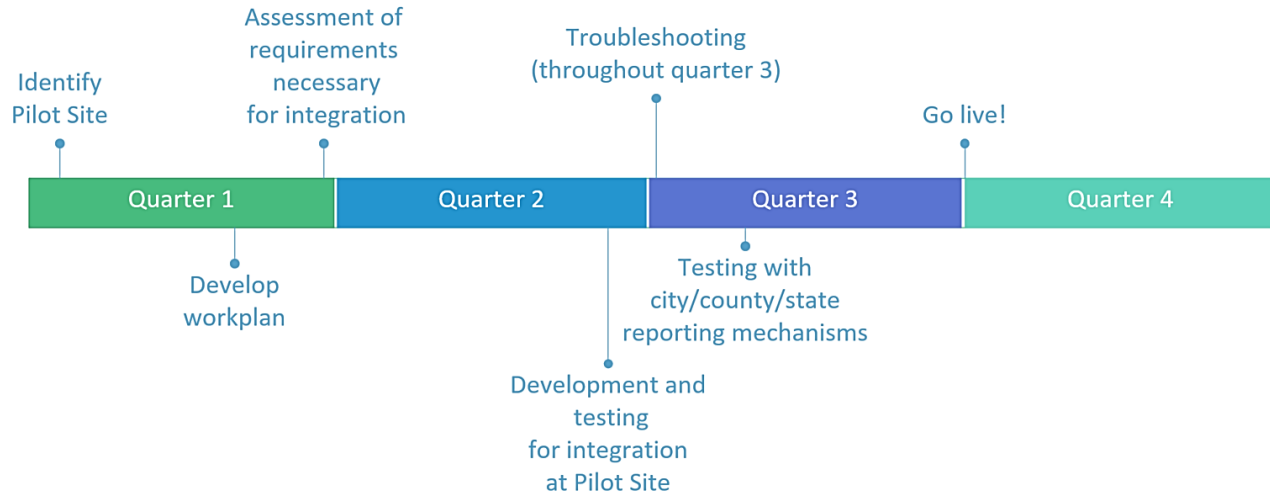 Identify
Pilot Site
Assessment of
requirements
necessary
for integration
Troubleshooting
(throughout quarter 3)
Go live!
Quarter 1
Quarter 2
Quarter 3
Quarter 4
Develop
workplan
Development and
testing
for integration
at Pilot Site
Testing with
city/county/state
reporting mechanisms